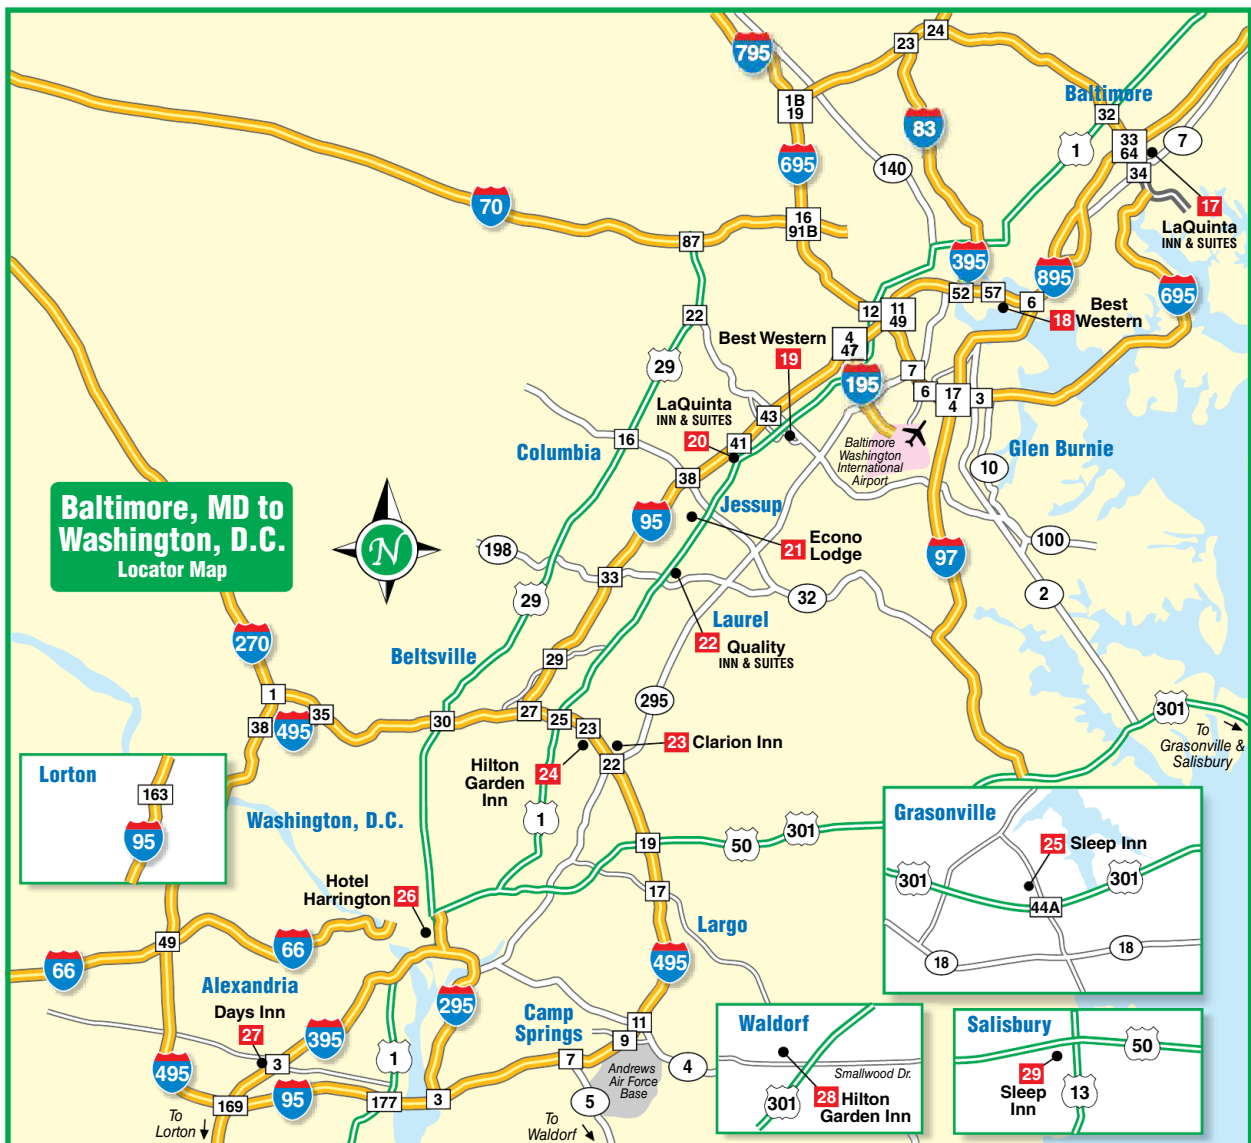 795
23
24
1B
19
Baltimore
32
83
1
33
64
7
695
140
34
70
17
LaQuinta
INN & SUITES
16
91B
87
395
895
695
52
57
6
Best
Western
18
12
11
49
22
Best Western
19
4
47
29
195
7
6
17
4
3
LaQuinta
INN & SUITES
20
43
41
16
Columbia
Baltimore
Washington
International
Airport
Glen Burnie
10
38
Jessup
Baltimore, MD to
Washington, D.C.
Locator Map
N
95
21
Econo
Lodge
198
100
97
33
29
32
2
Laurel
22
Quality
INN & SUITES
270
Beltsville
29
1
295
38
495
35
30
27
25
23
301
To
Grasonville &
Salisbury
23 Clarion Inn
22
Hilton
Garden
Inn
24
Lorton
163
95
Washington, D.C.
1
50
301
19
Grasonville
25 Sleep Inn
301
301
44A
18
18
Hotel
Harrington
26
17
Largo
49
66
66
495
Alexandria
Days Inn
27
395
295
Camp
Springs
11
9
7
1
3
495
95
169
177
3
Andrews
Air Force
Base
4
5
To
Lorton
To
Waldorf
Waldorf
Smallwood Dr.
301
28 Hilton
Garden Inn
Salisbury
50
29
Sleep
Inn
13